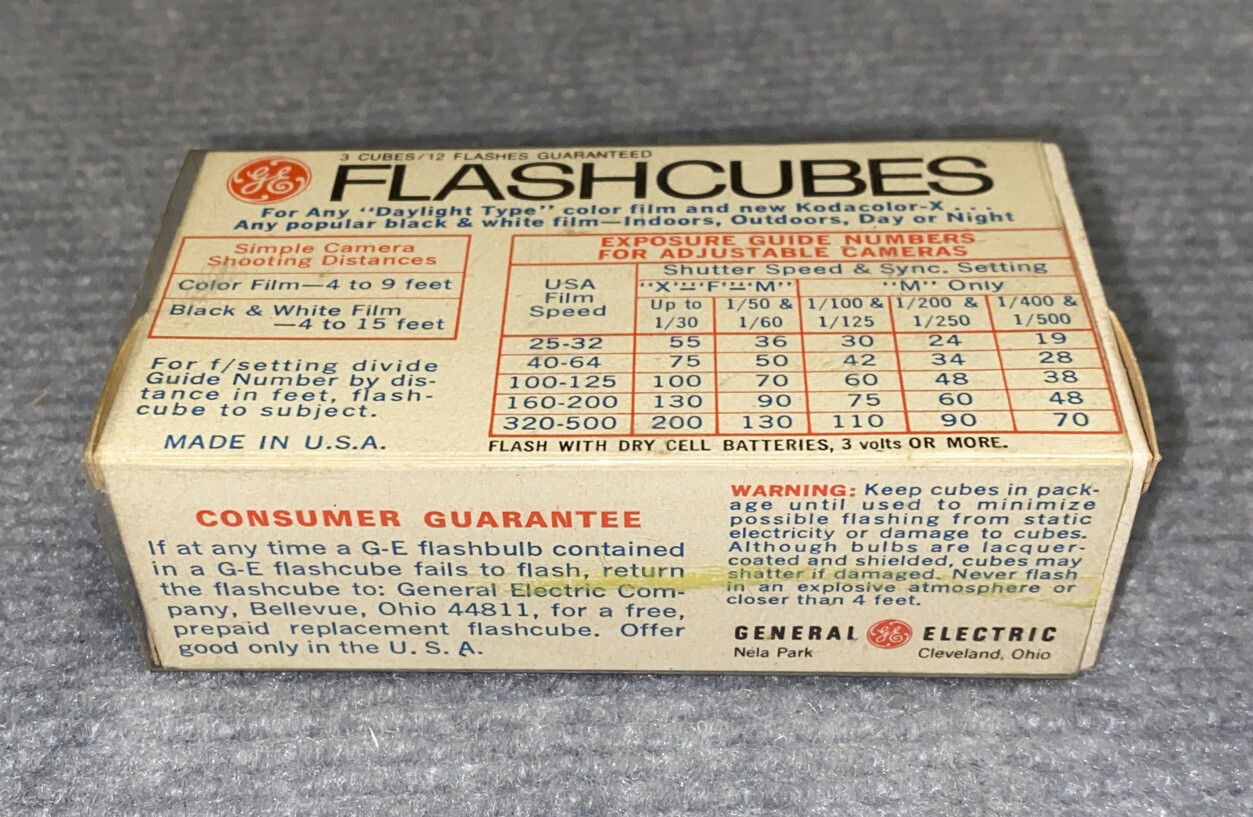 3 CUBES/12 FLASHES GUARANTEED
GE FLASHCUBES
For Any "Daylight Type" color film and new Kodacolor-X . . .
Any popular black & white film—Indoors, Outdoors, Day or Night
Simple Camera
Shooting Distances
Color Film—4 to 9 feet
Black & White Film
—4 to 15 feet
For f/setting divide
Guide Number by dis-
tance in feet, flash-
cube to subject.
MADE IN U.S.A.
EXPOSURE GUIDE NUMBERS
FOR ADJUSTABLE CAMERAS
USA
Film
Speed
Shutter Speed & Sync. Setting
"X"—"F"—"M" "M" Only
Up to 1/50 & 1/100 & 1/200 & 1/400 &
1/30 1/60 1/125 1/250 1/500
25-32 55 36 30 24 19
40-64 75 50 42 34 28
100-125 100 70 60 48 38
160-200 130 90 75 60 48
320-500 200 130 110 90 70
FLASH WITH DRY CELL BATTERIES, 3 volts OR MORE.
CONSUMER GUARANTEE
If at any time a G-E flashbulb contained
in a G-E flashcube fails to flash, return
the flashcube to: General Electric Com-
pany, Bellevue, Ohio 44811, for a free,
prepaid replacement flashcube. Offer
good only in the U. S. A.
WARNING: Keep cubes in pack-
age until used to minimize
possible flashing from static
electricity or damage to cubes.
Although bulbs are lacquer-
coated and shielded, cubes may
shatter if damaged. Never flash
in an explosive atmosphere or
closer than 4 feet.
GENERAL GE ELECTRIC
Nela Park Cleveland, Ohio